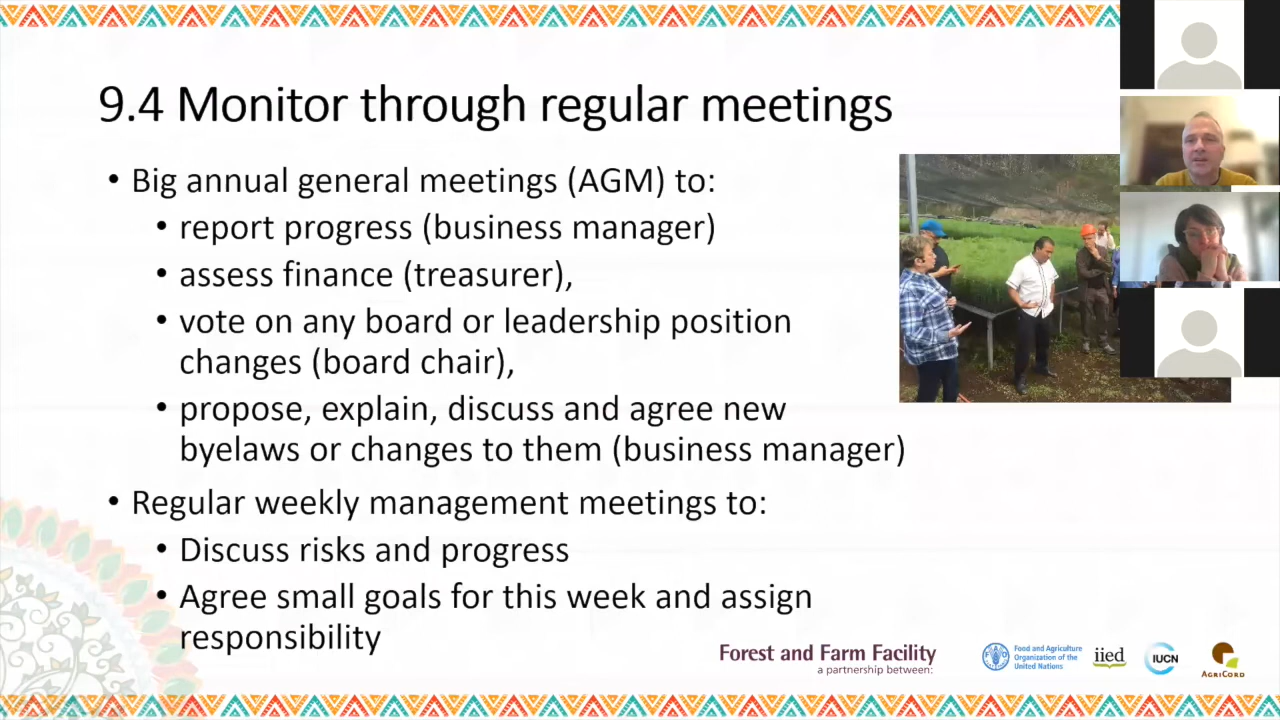 9.4 Monitor through regular meetings
• Big annual general meetings (AGM) to:
• report progress (business manager)
• assess finance (treasurer),
• vote on any board or leadership position
changes (board chair),
• propose, explain, discuss and agree new
byelaws or changes to them (business manager)
• Regular weekly management meetings to:
• Discuss risks and progress
• Agree small goals for this week and assign
responsibility
Forest and Farm Facility
a partnership between:
Food and Agriculture
Organization of the
United Nations
iied
IUCN
AGRICORD